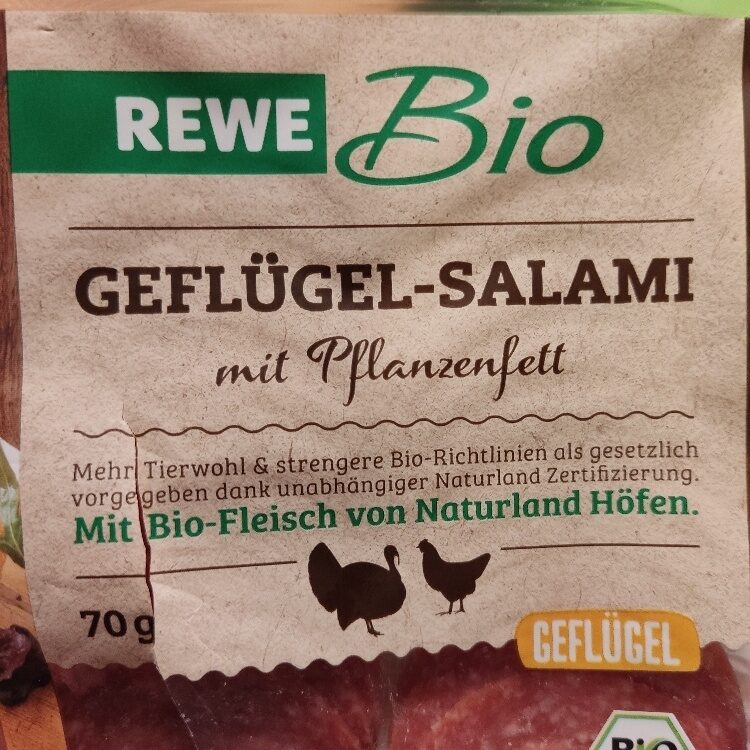 REWE Bio
GEFLÜGEL-SALAMI
mit Pflanzenfett
Mehr Tierwohl & strengere Bio-Richtlinien als gesetzlich
vorgegeben dank unabhängiger Naturland Zertifizierung.
Mit Bio-Fleisch von Naturland Höfen.
70 g
GEFLÜGEL
Bio